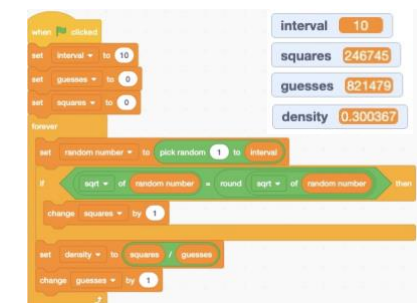 when clicked
set interval to 10
set guesses to 0
set squares to 0
forever
set random number to pick random 1 to interval
if sqrt of random number = round sqrt of random number then
change squares by 1
set density to squares / guesses
change guesses by 1
interval 10
squares 246745
guesses 821479
density 0.300367